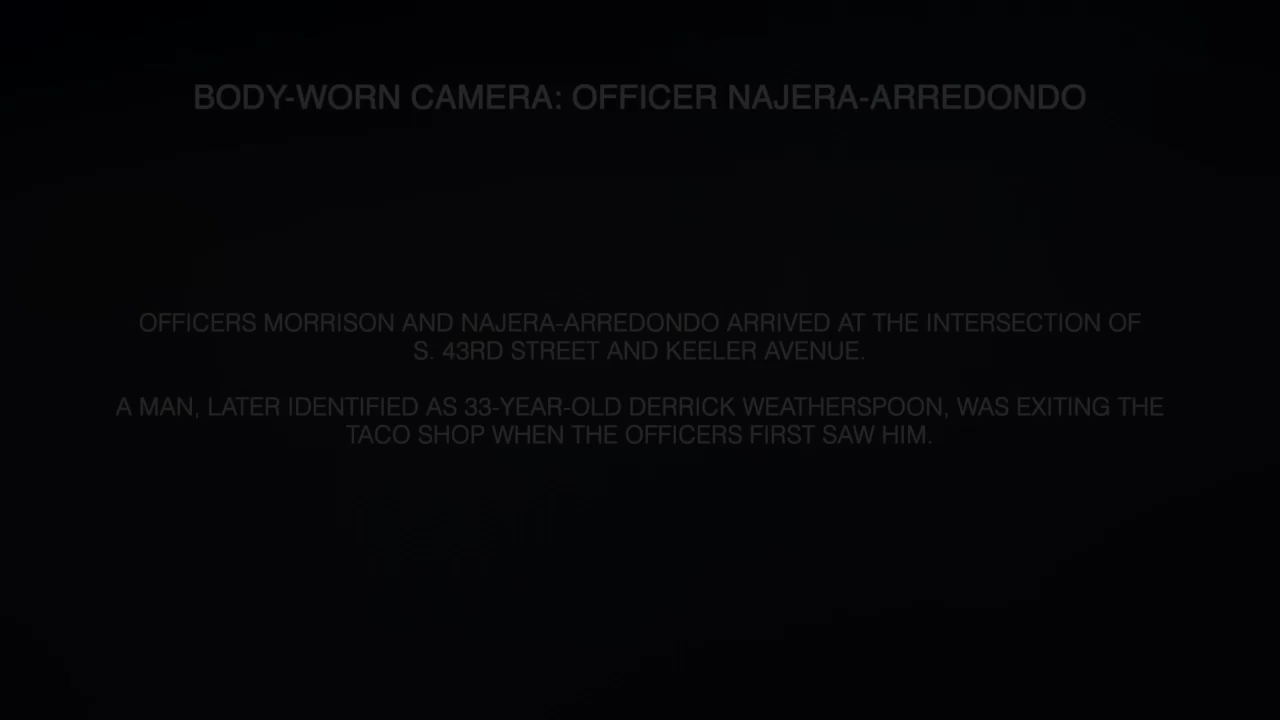 BODY-WORN CAMERA: OFFICER NAJERA-ARREDONDO
OFFICERS MORRISON AND NAJERA-ARREDONDO ARRIVED AT THE INTERSECTION OF
S. 43RD STREET AND KEELER AVENUE.
A MAN, LATER IDENTIFIED AS 33-YEAR-OLD DERRICK WEATHERSPOON, WAS EXITING THE
TACO SHOP WHEN THE OFFICERS FIRST SAW HIM.